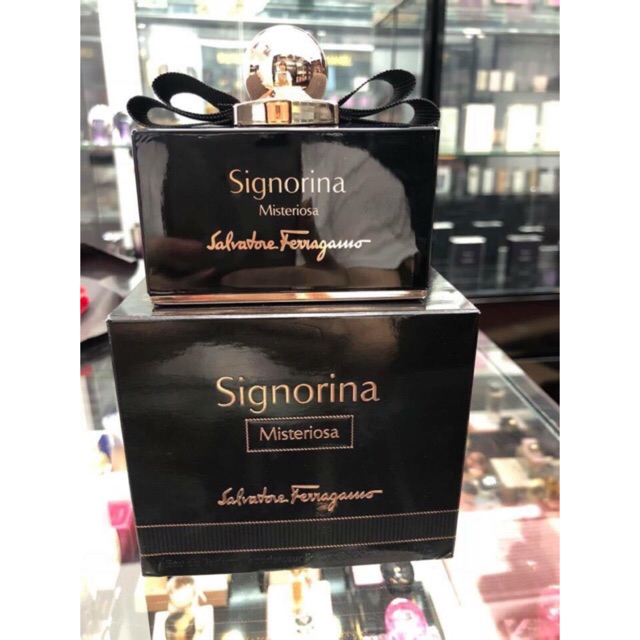 Signorina
Misteriosa
Salvatore Ferragamo
Signorina
Misteriosa
Salvatore Ferragamo